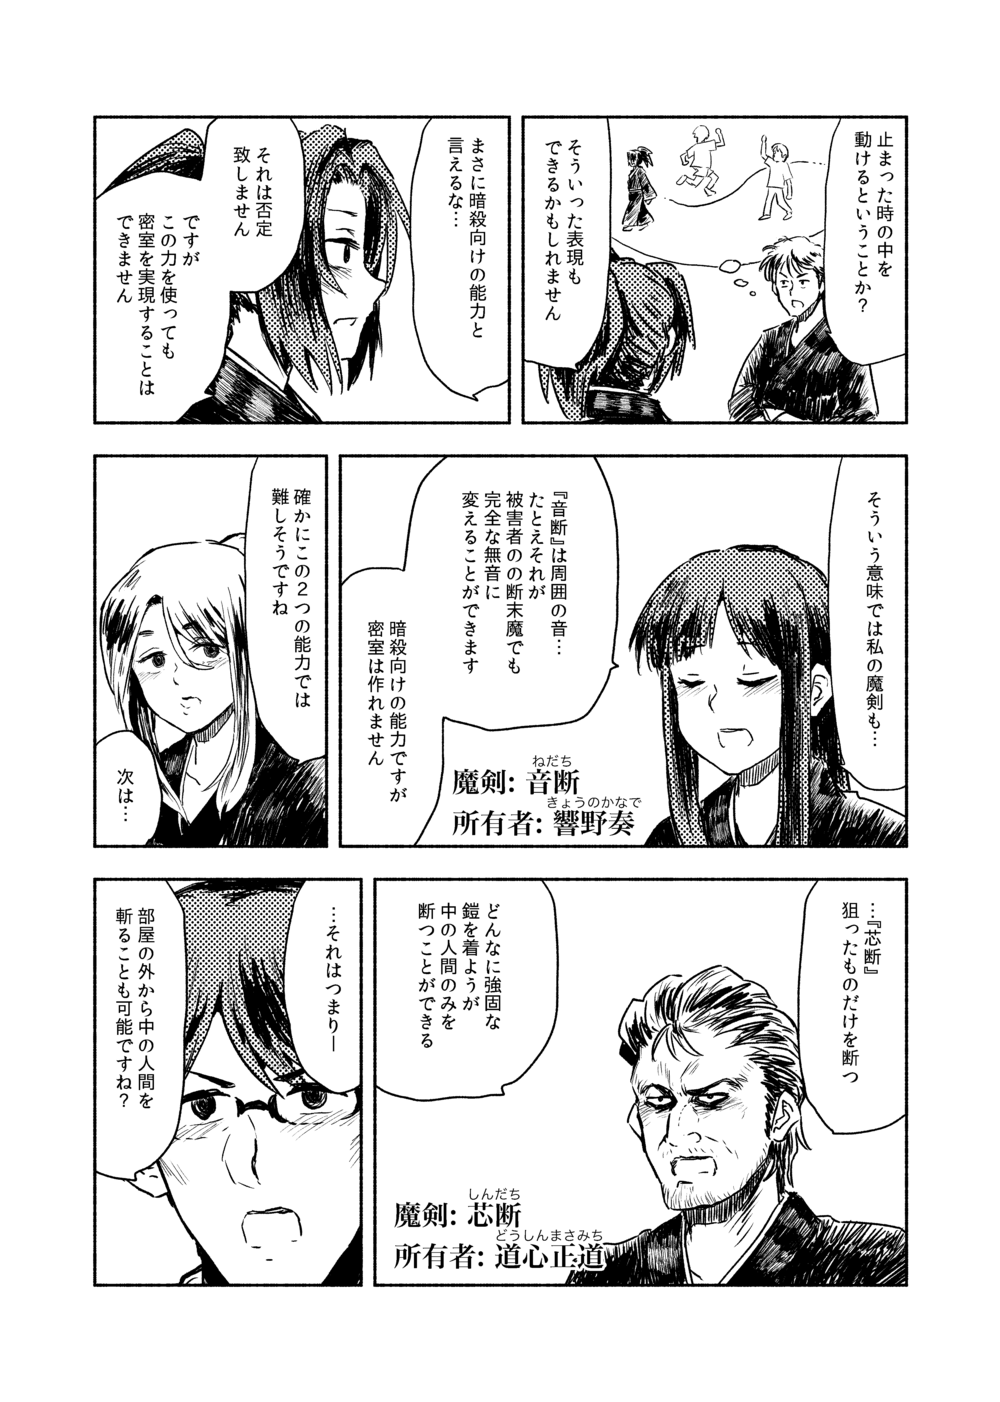 止まった時の中を
動けるということか？
そういった表現も
できるかもしれません
まさに暗殺向けの能力と
言えるな…
それは否定
致しません
ですが
この力を使っても
密室を実現することは
できません
そういう意味では私の魔剣も…
『音断』は周囲の音…
たとえそれが
被害者のの断末魔でも
完全な無音に
変えることができます
暗殺向けの能力ですが
密室は作れません
ねだち
魔剣: 音断
きょうのかなで
所有者: 響野奏
確かにこの２つの能力では
難しそうですね
次は…
…『芯断』
狙ったものだけを断つ
どんなに強固な
鎧を着ようが
中の人間のみを
断つことができる
しんだち
魔剣: 芯断
どうしんまさみち
所有者: 道心正道
…それはつまり―
部屋の外から中の人間を
斬ることも可能ですね？